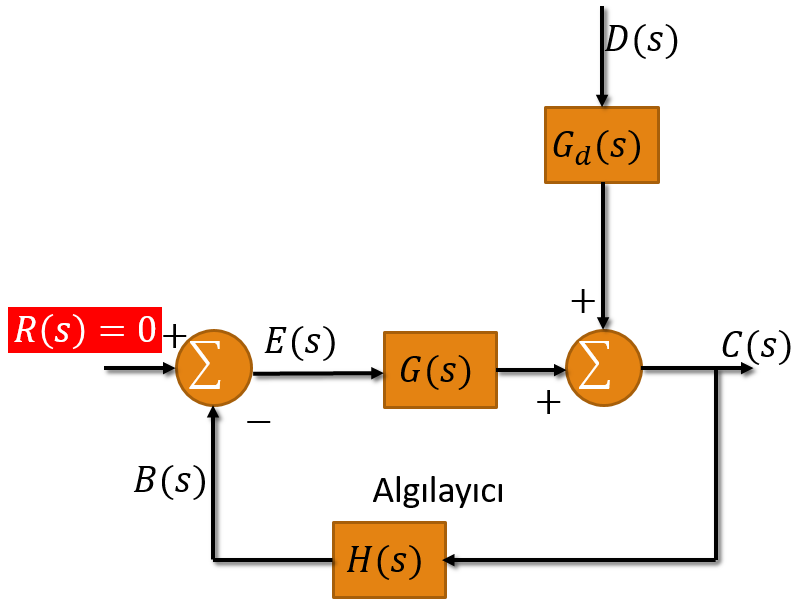 D(s)
G_d(s)
+
R(s) = 0
+
∑
E(s)
G(s)
+
∑
C(s)
−
B(s)
Algılayıcı
H(s)